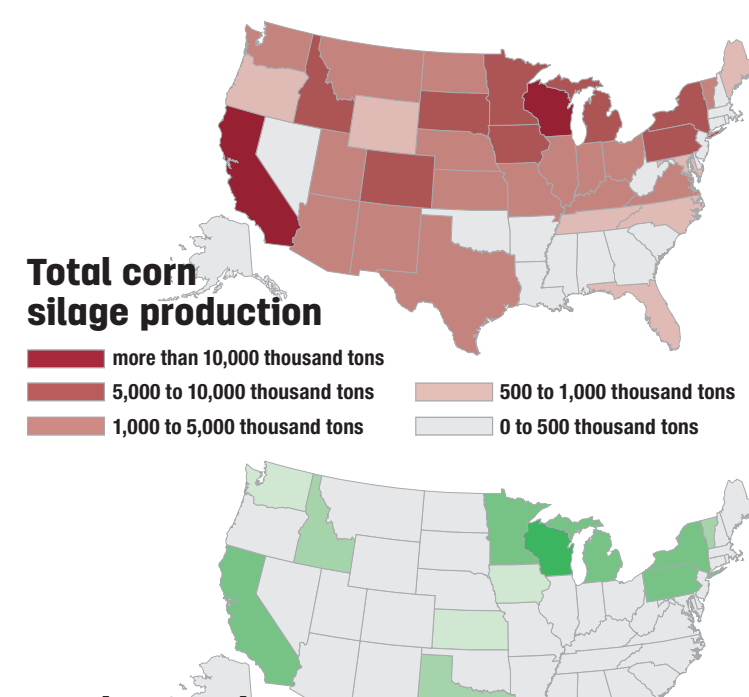 Total corn
silage production
more than 10,000 thousand tons
5,000 to 10,000 thousand tons
1,000 to 5,000 thousand tons
500 to 1,000 thousand tons
0 to 500 thousand tons